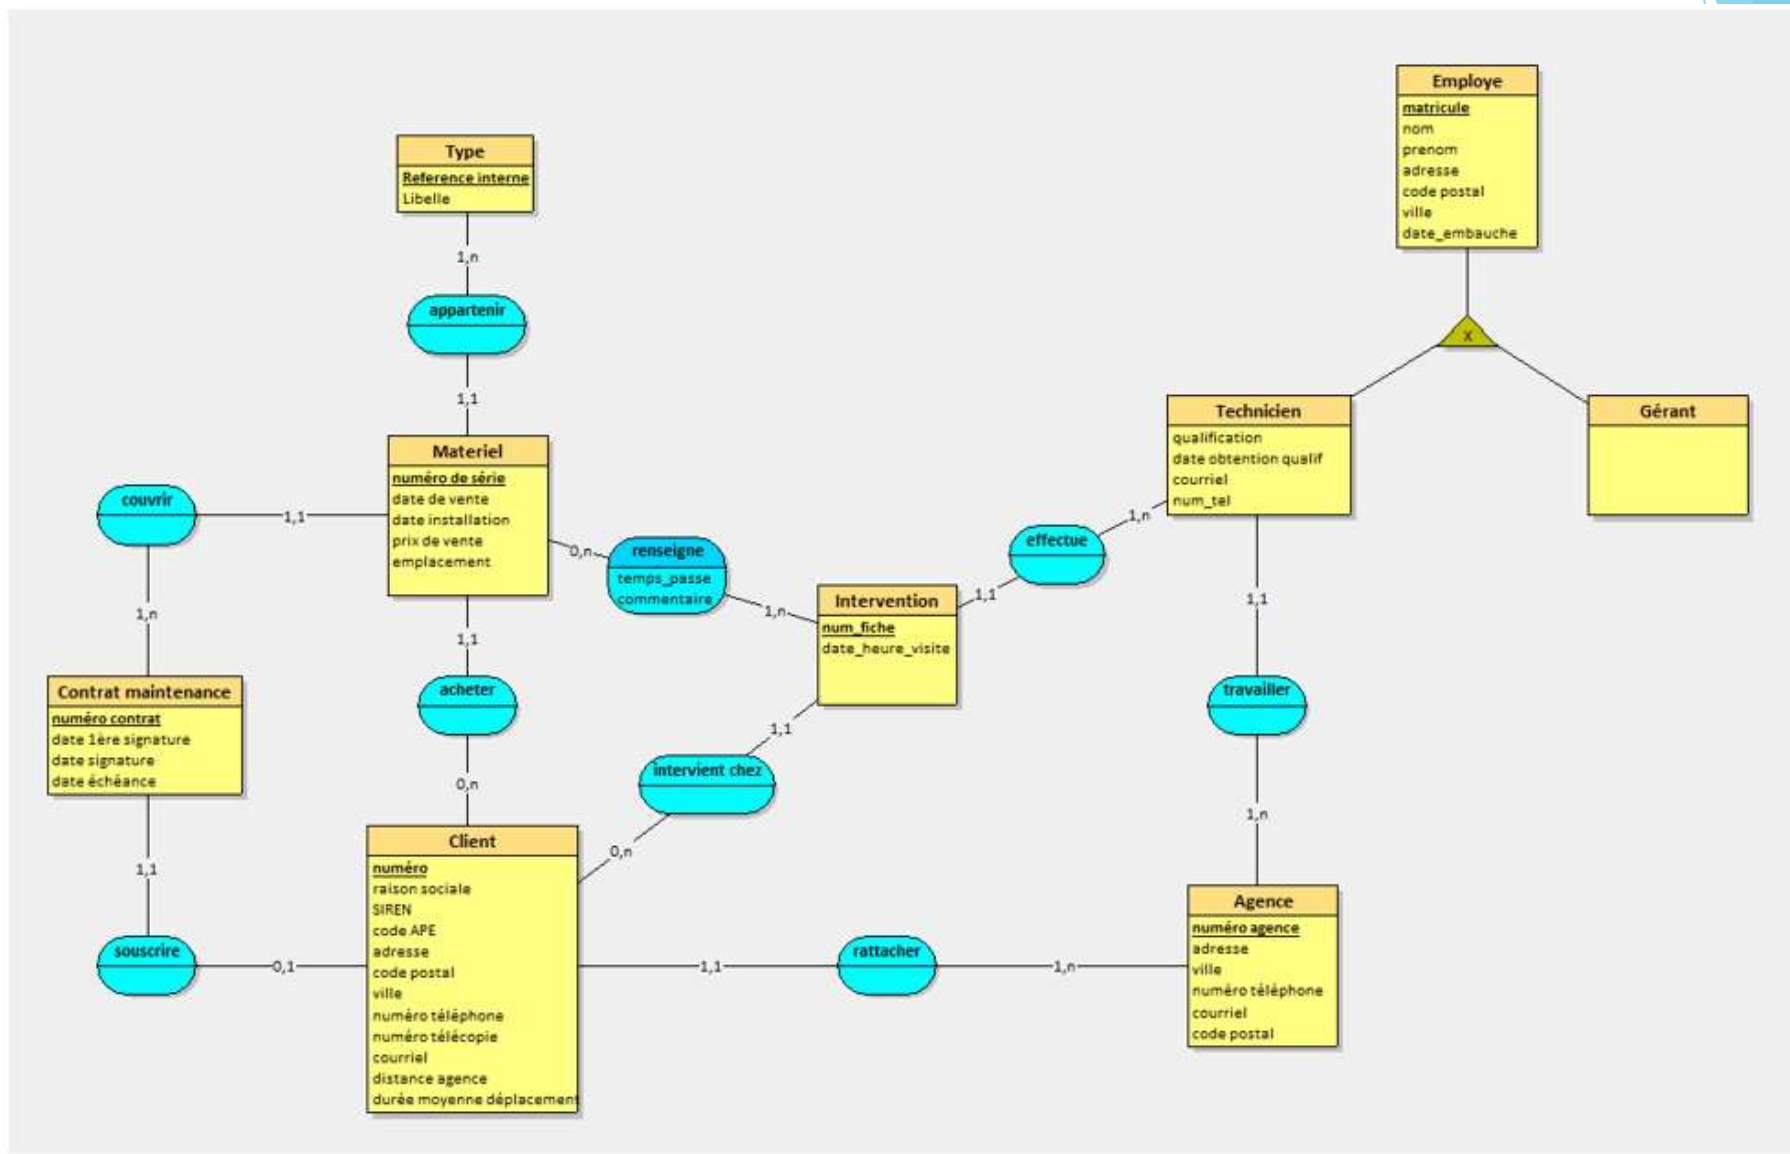 Employe
matricule
nom
prenom
adresse
code postal
ville
date_embauche
X
Type
Reference interne
Libelle
1,n
appartenir
1,1
Technicien
qualification
date obtention qualif
courriel
num_tel
Gérant
Materiel
numéro de série
date de vente
date installation
prix de vente
emplacement
couvrir
1,1
1,n
0,n
renseigne
temps_passe
commentaire
1,n
Intervention
num_fiche
date_heure_visite
1,1
effectue
1,n
1,1
travailler
1,n
1,1
acheter
0,n
Contrat maintenance
numéro contrat
date 1ère signature
date signature
date échéance
1,1
souscrire
0,1
1,1
intervient chez
0,n
Client
numéro
raison sociale
SIREN
code APE
adresse
code postal
ville
numéro téléphone
numéro télécopie
courriel
distance agence
durée moyenne déplacement
1,1
rattacher
1,n
Agence
numéro agence
adresse
ville
numéro téléphone
courriel
code postal